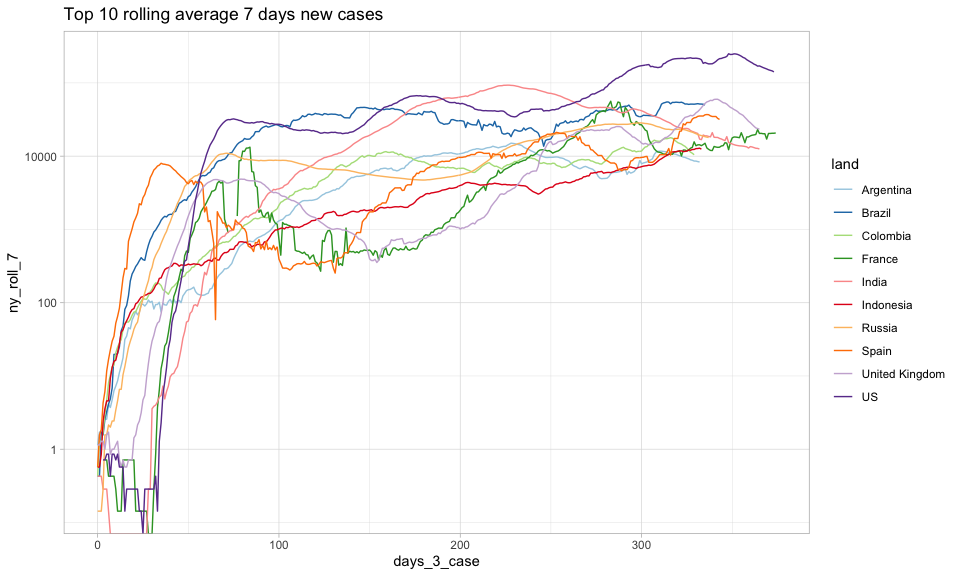 Top 10 rolling average 7 days new cases
ny_roll_7
10000
100
1
0
100
200
300
days_3_case
land
Argentina
Brazil
Colombia
France
India
Indonesia
Russia
Spain
United Kingdom
US